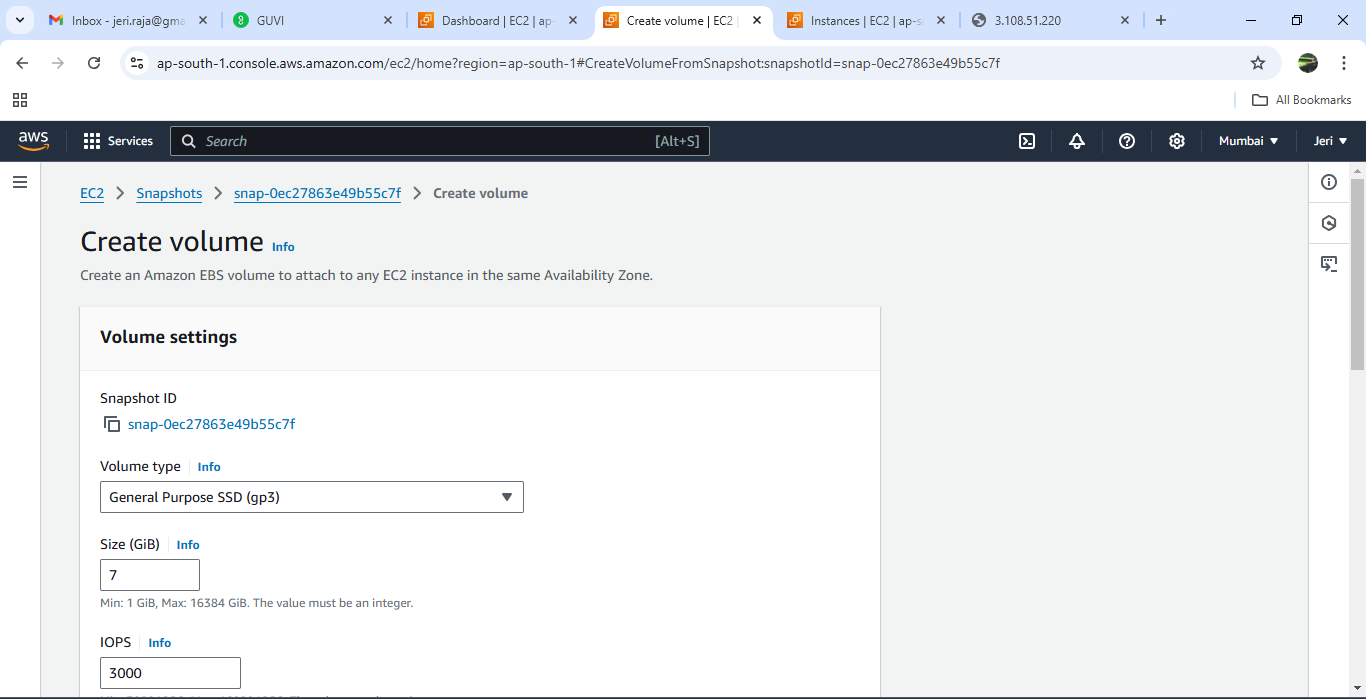 Inbox - jeri.raja@gma
GUVI
Dashboard | EC2 | ap-
Create volume | EC2 |
Instances | EC2 | ap-s
3.108.51.220
ap-south-1.console.aws.amazon.com/ec2/home?region=ap-south-1#CreateVolumeFromSnapshot:snapshotId=snap-0ec27863e49b55c7f
All Bookmarks
aws
Services
Search
[Alt+S]
Mumbai
Jeri
EC2
Snapshots
snap-0ec27863e49b55c7f
Create volume
Create volume Info
Create an Amazon EBS volume to attach to any EC2 instance in the same Availability Zone.
Volume settings
Snapshot ID
snap-0ec27863e49b55c7f
Volume type Info
General Purpose SSD (gp3)
Size (GiB) Info
7
Min: 1 GiB, Max: 16384 GiB. The value must be an integer.
IOPS Info
3000